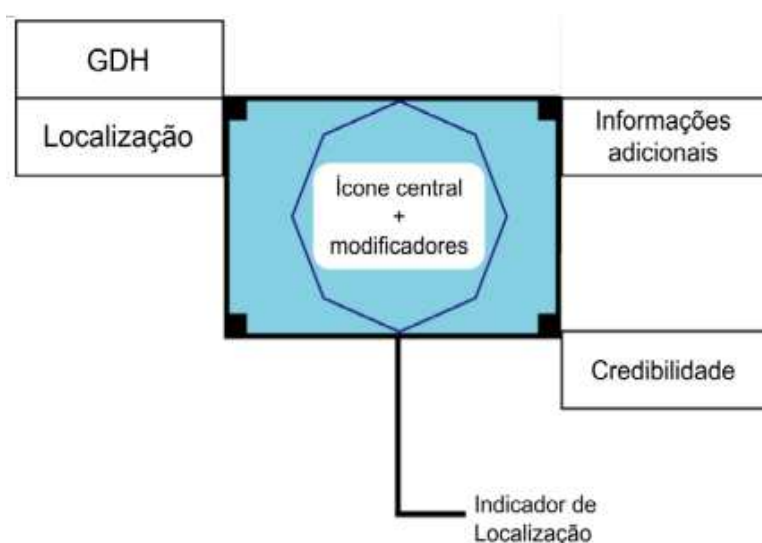 GDH
Localização
Ícone central
+
modificadores
Informações
adicionais
Credibilidade
Indicador de
Localização